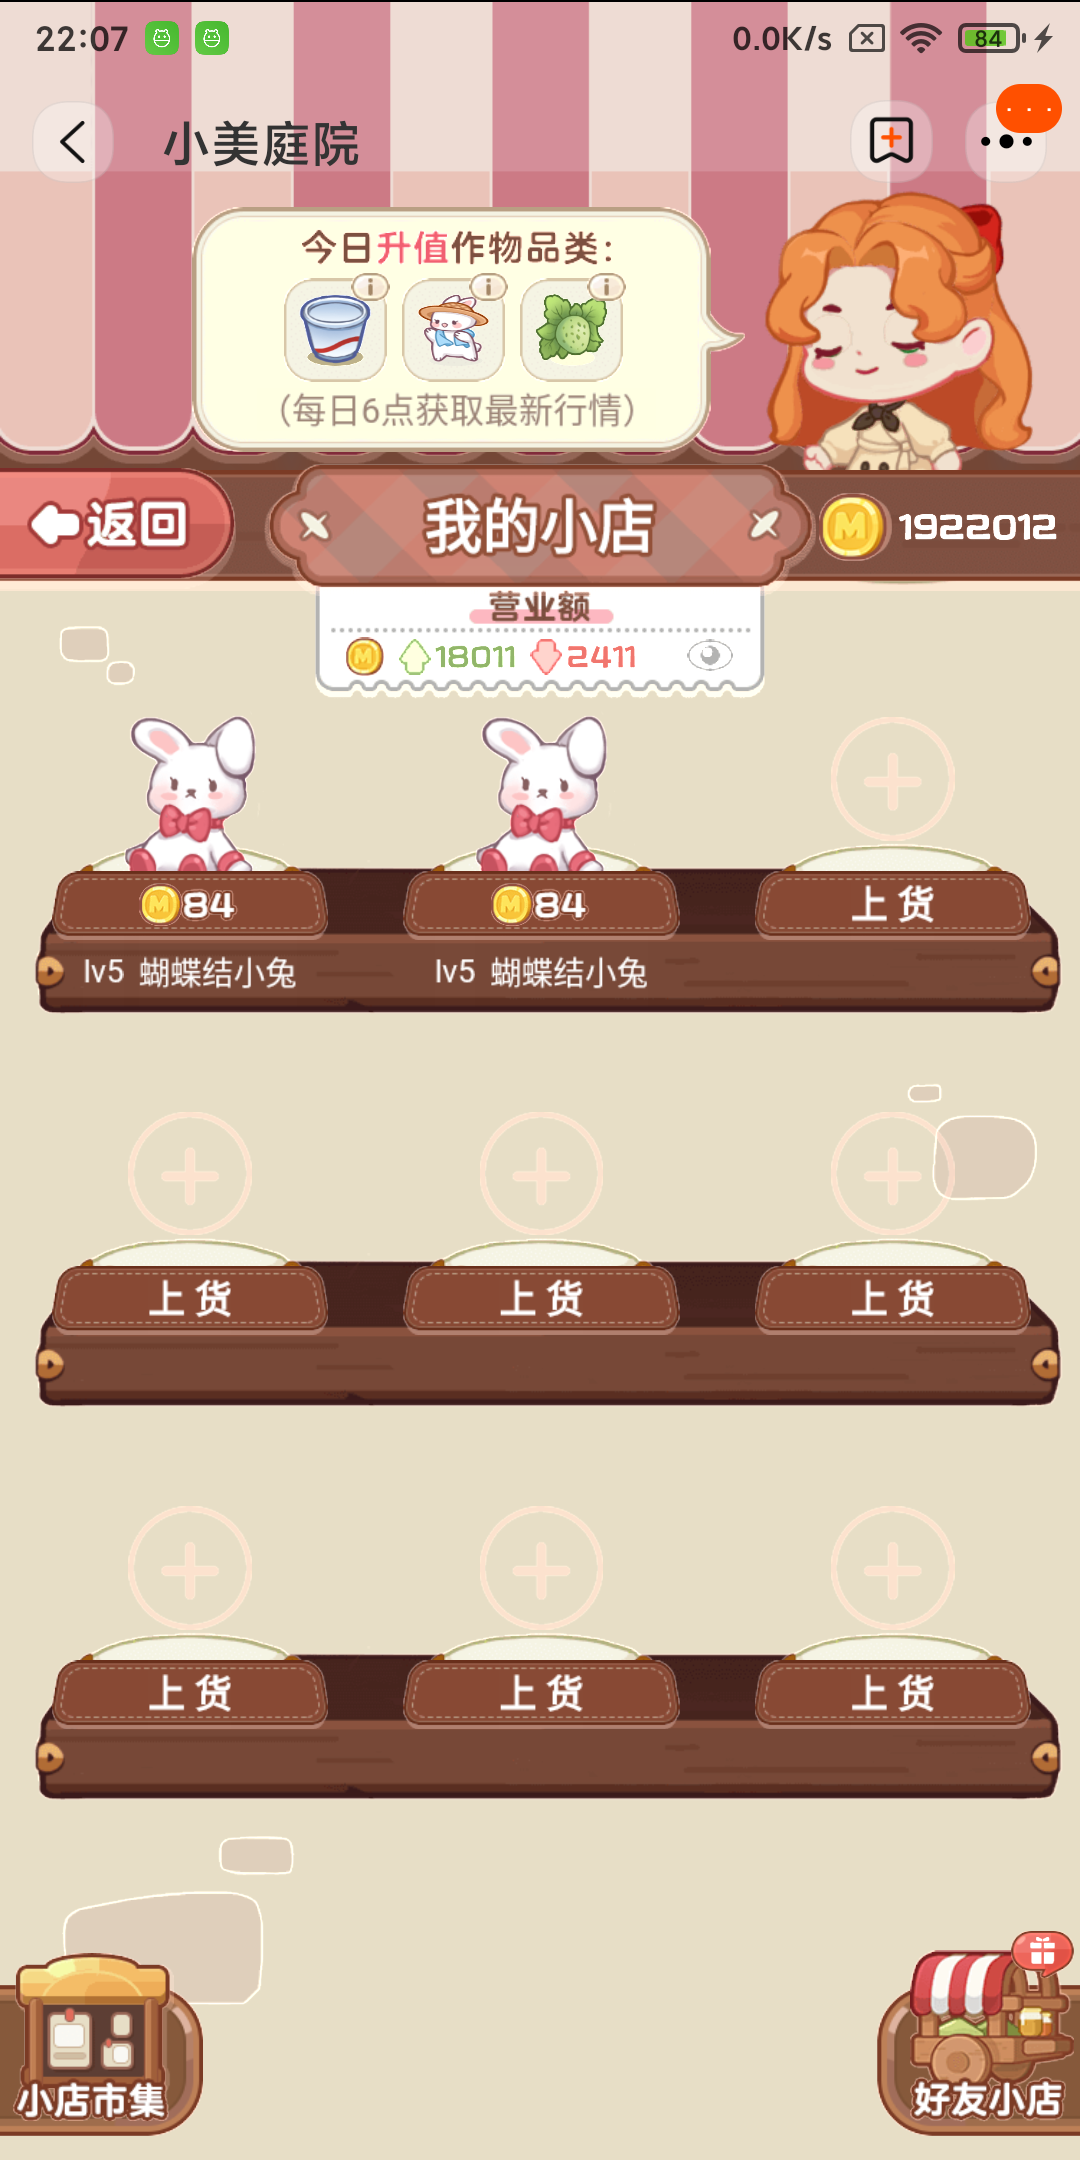 22:07
0.0K/s
84
小美庭院
今日升值作物品类：
（每日6点获取最新行情）
返回
我的小店
1922012
营业额
18011 2411
84
84
上货
lv5 蝴蝶结小兔
lv5 蝴蝶结小兔
上货
上货
上货
上货
上货
上货
小店市集
好友小店